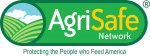 AgriSafe®
Network
Protecting the People who Feed America